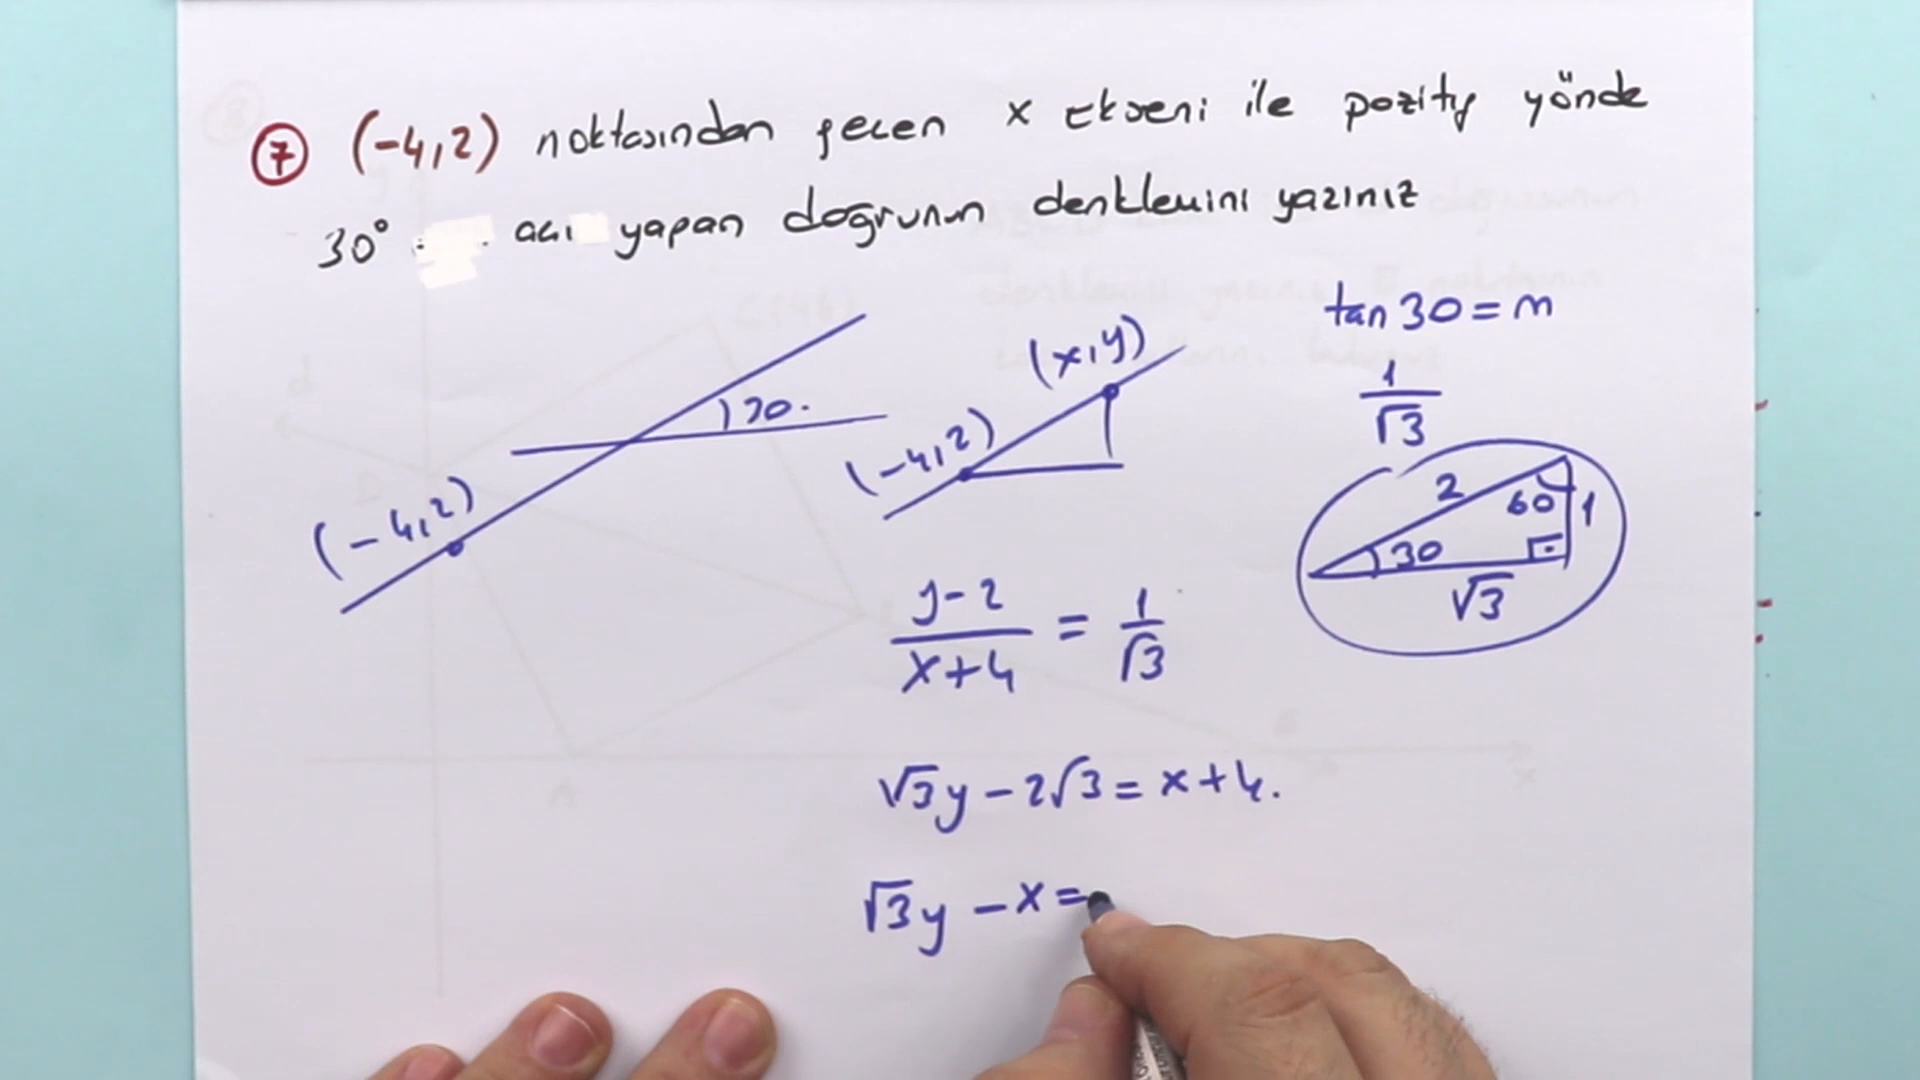 7 (-4,2) noktasından geçen x Ekseni ile pozitif yönde
30° açı yapan doğrunun denklemini yazınız
tan 30 = m
1/√3
)30.
(-4,2)
(x,y)
(-4,2)
2
60
1
30
√3
y-2/x+4 = 1/√3
√3y - 2√3 = x+4.
√3y - x =